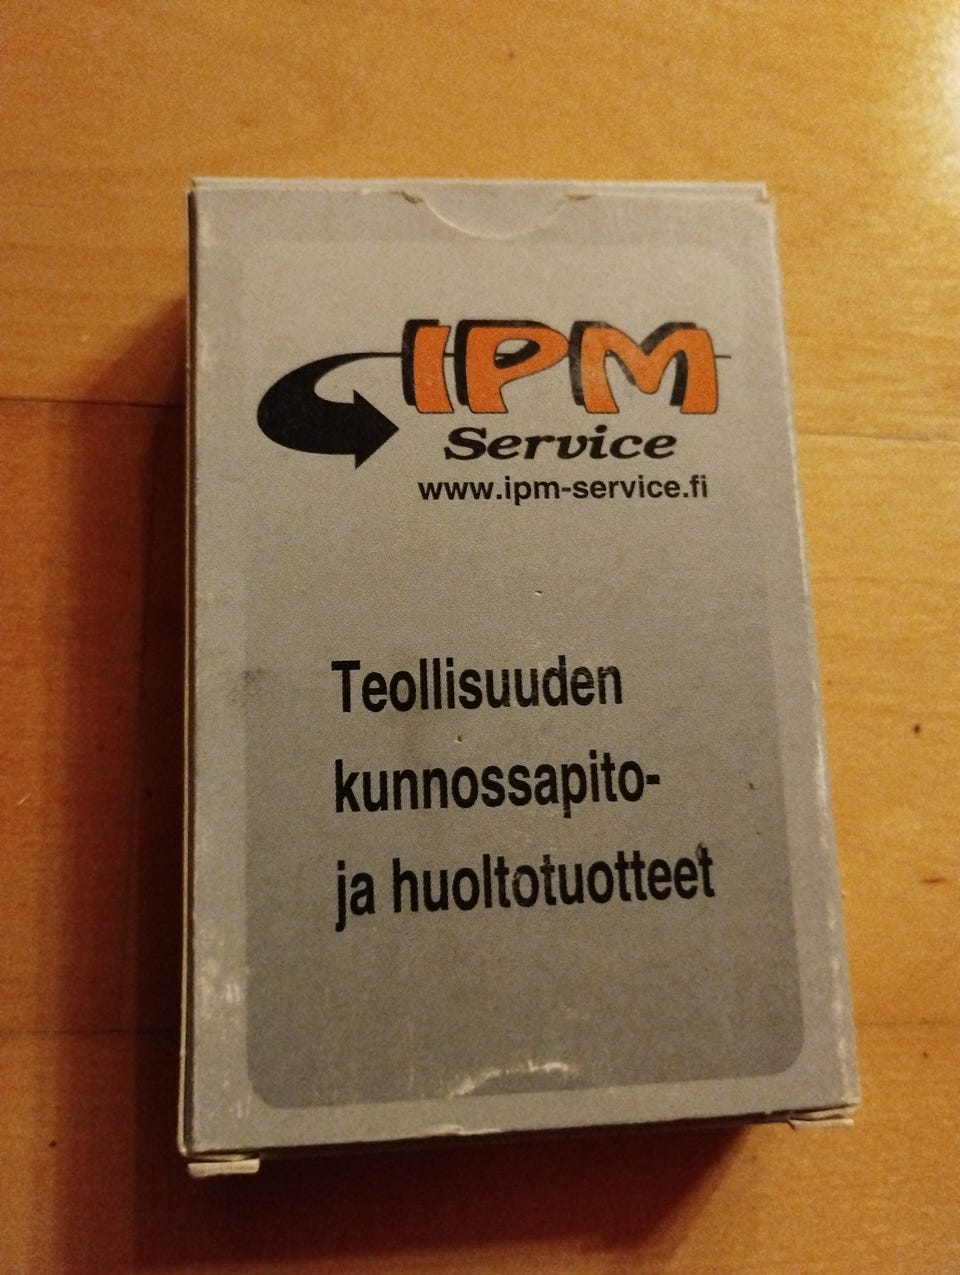 IPM
Service
www.ipm-service.fi
Teollisuuden
kunnossapito-
ja huoltotuotteet